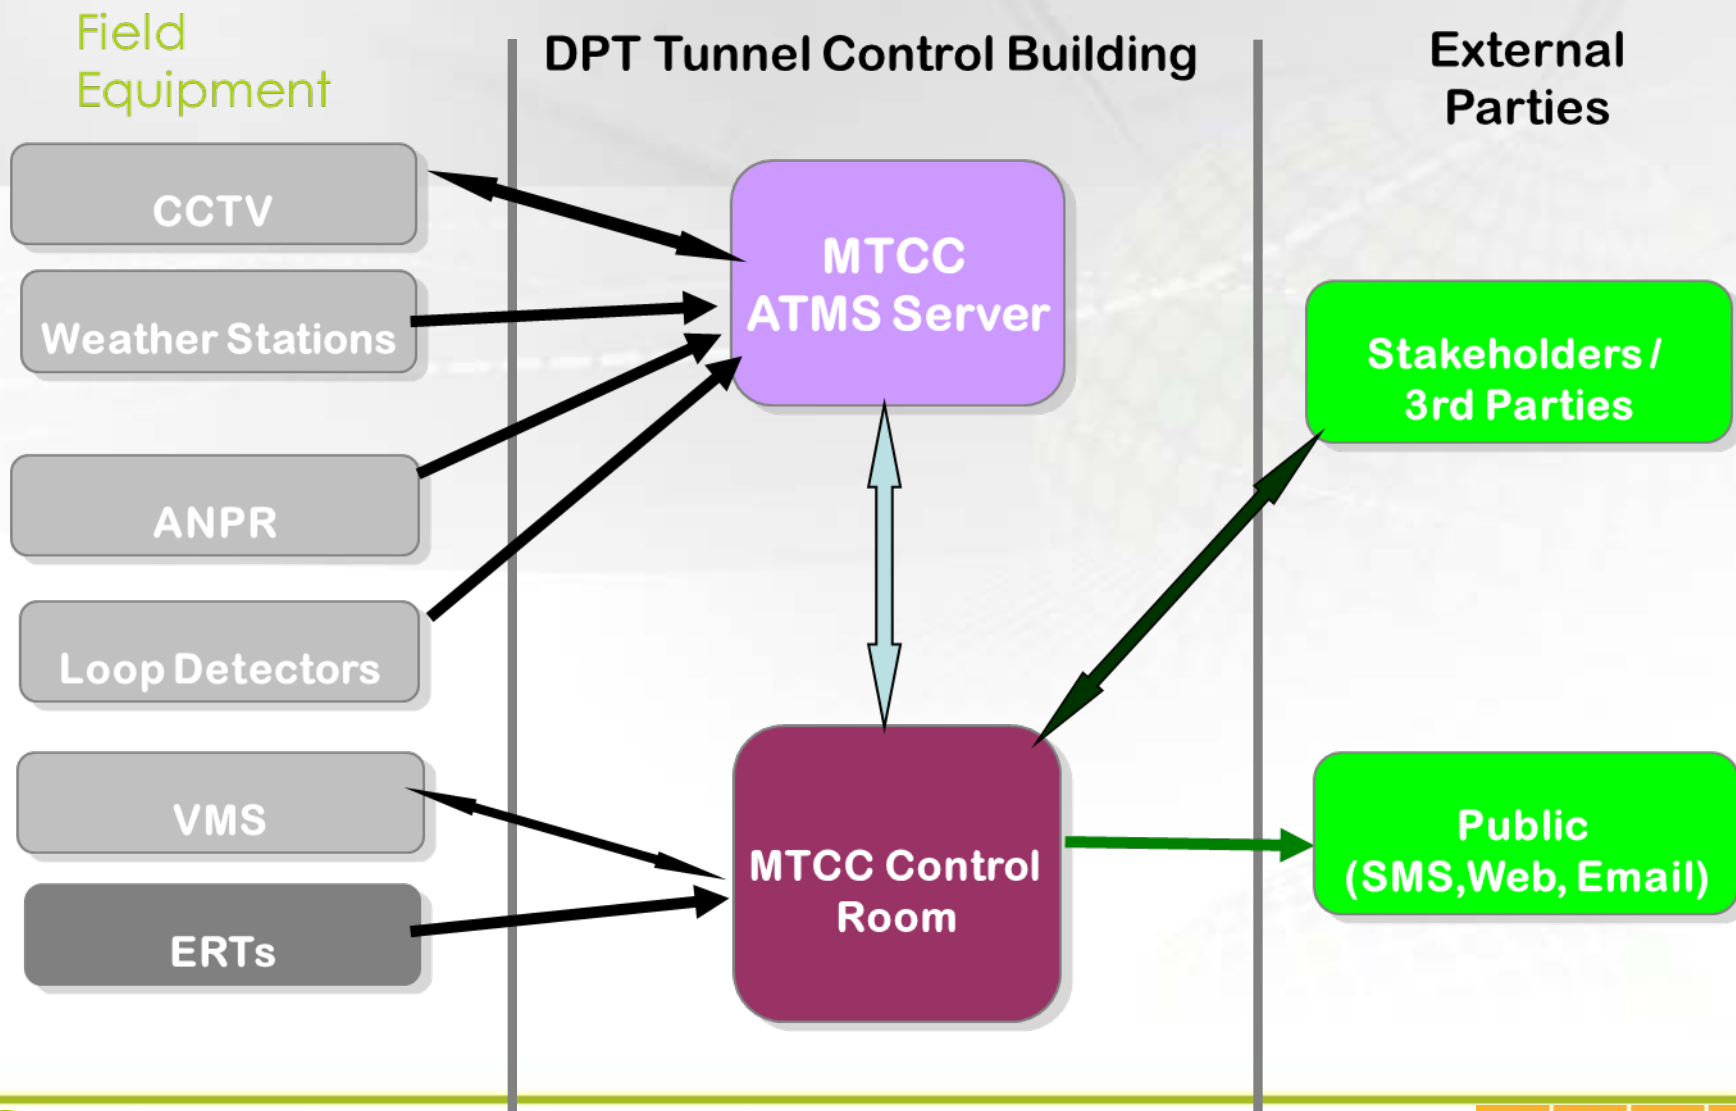 Field
Equipment
DPT Tunnel Control Building
External
Parties
CCTV
Weather Stations
ANPR
Loop Detectors
VMS
ERTs
MTCC
ATMS Server
MTCC Control
Room
Stakeholders /
3rd Parties
Public
(SMS,Web, Email)